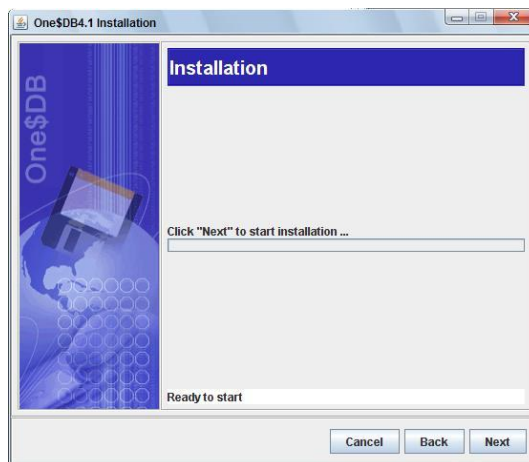 One$DB4.1 Installation
One$DB
Installation
Click "Next" to start installation ...
Ready to start
Cancel Back Next